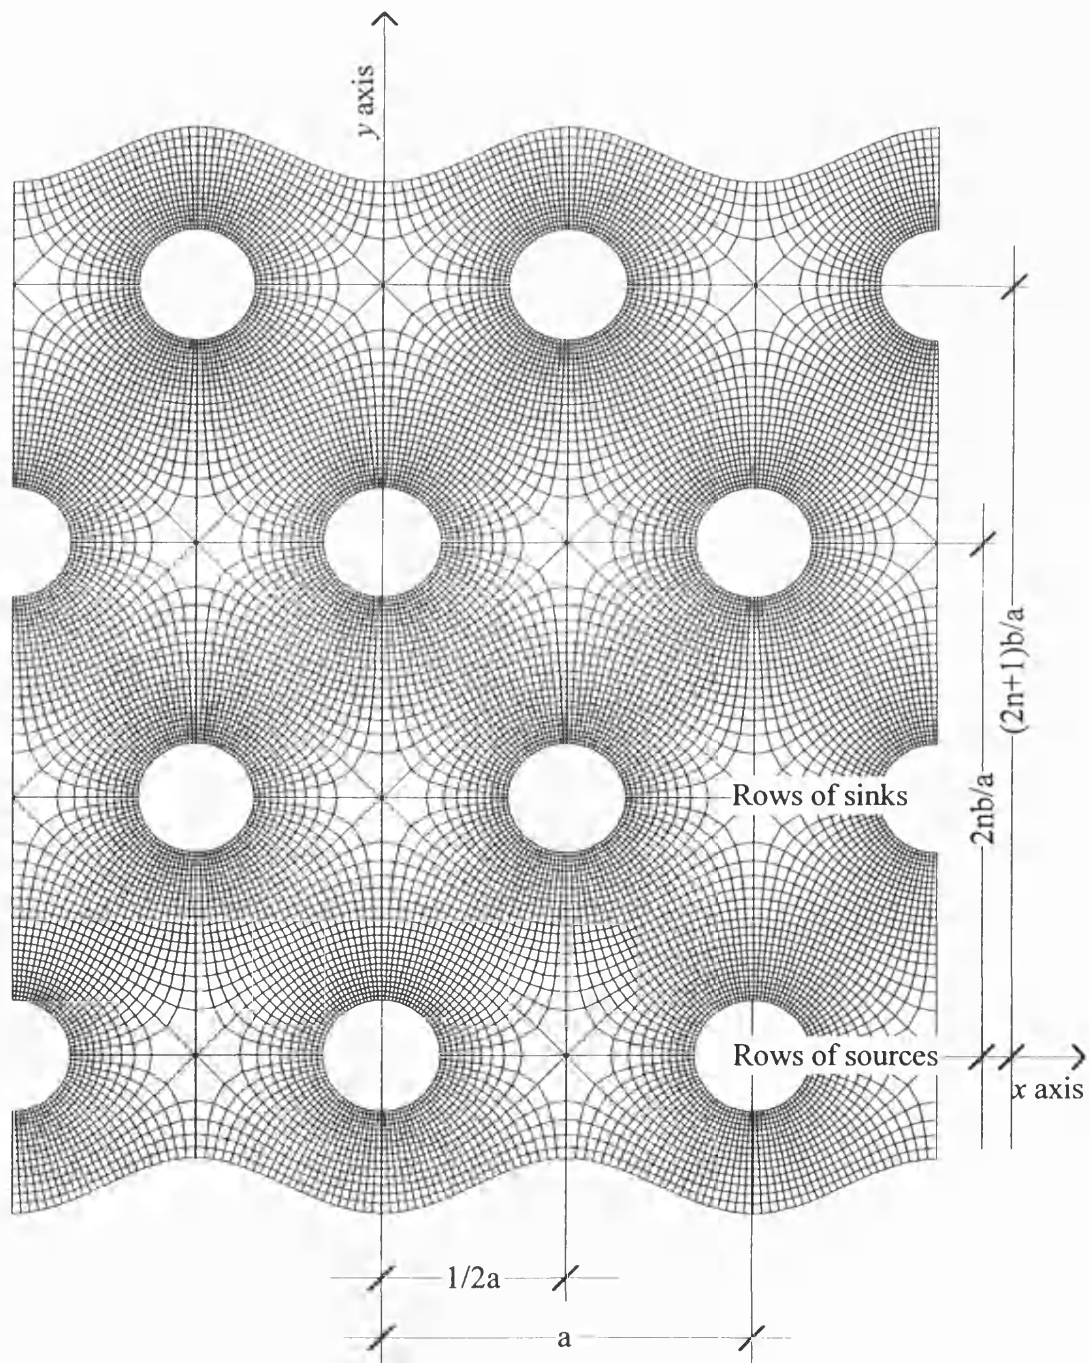 y axis
(2n+1)b/a
2nb/a
Rows of sinks
Rows of sources
x axis
1/2a
a